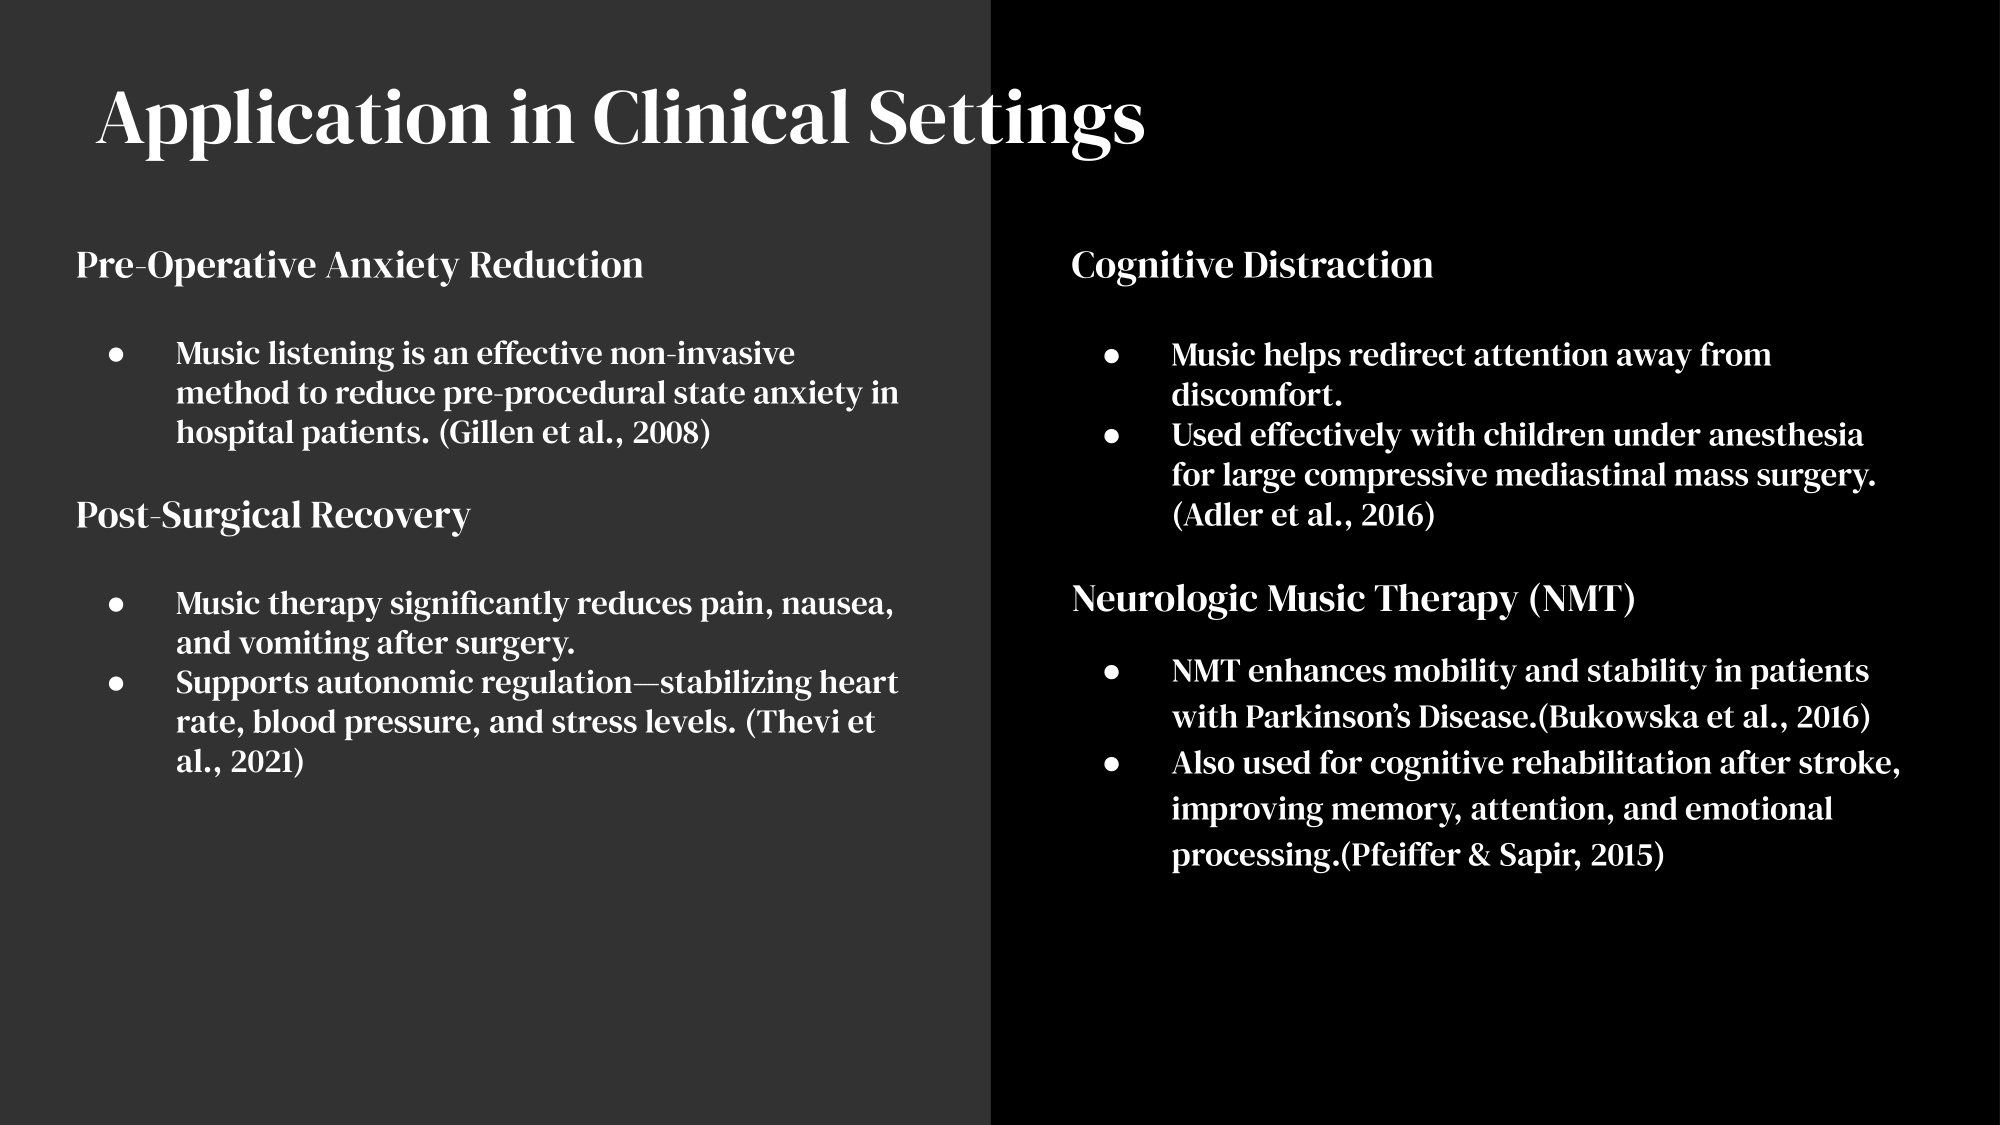 Application in Clinical Settings
Pre-Operative Anxiety Reduction
● Music listening is an effective non-invasive
method to reduce pre-procedural state anxiety in
hospital patients. (Gillen et al., 2008)
Post-Surgical Recovery
● Music therapy significantly reduces pain, nausea,
and vomiting after surgery.
● Supports autonomic regulation—stabilizing heart
rate, blood pressure, and stress levels. (Thevi et
al., 2021)
Cognitive Distraction
● Music helps redirect attention away from
discomfort.
● Used effectively with children under anesthesia
for large compressive mediastinal mass surgery.
(Adler et al., 2016)
Neurologic Music Therapy (NMT)
● NMT enhances mobility and stability in patients
with Parkinson’s Disease.(Bukowska et al., 2016)
● Also used for cognitive rehabilitation after stroke,
improving memory, attention, and emotional
processing.(Pfeiffer & Sapir, 2015)